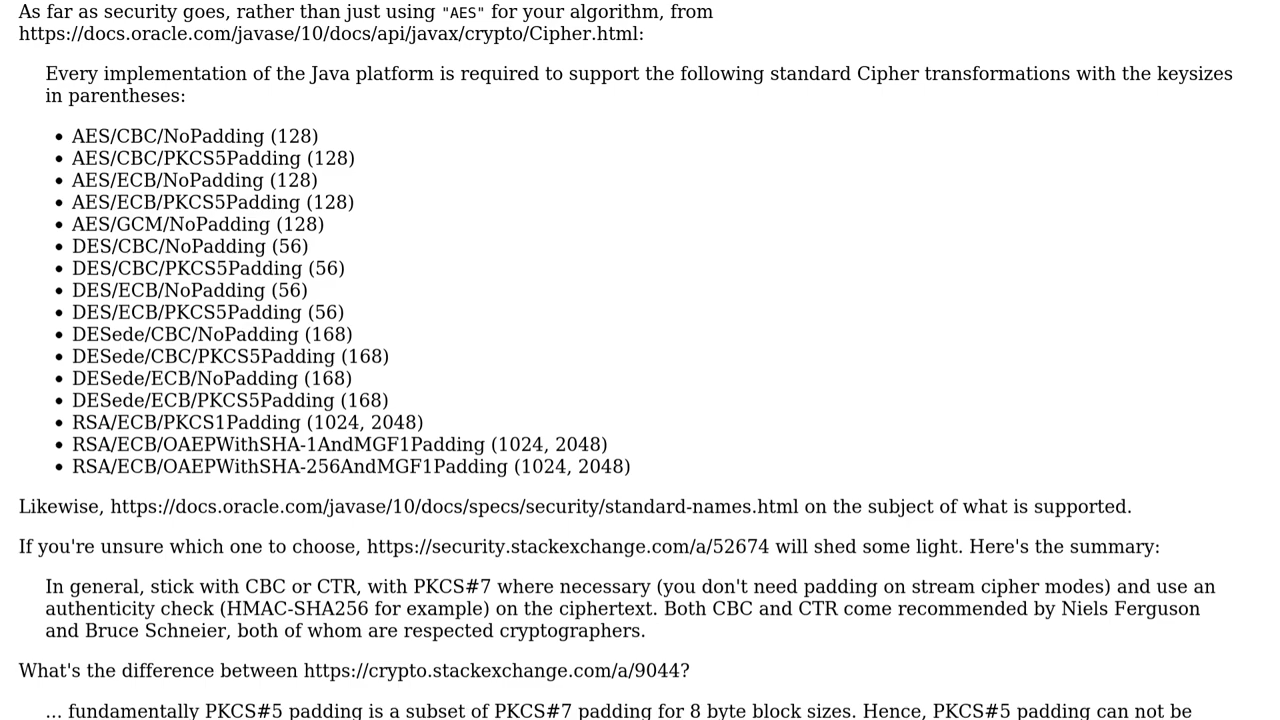 As far as security goes, rather than just using "AES" for your algorithm, from
https://docs.oracle.com/javase/10/docs/api/javax/crypto/Cipher.html:
Every implementation of the Java platform is required to support the following standard Cipher transformations with the keysizes
in parentheses:
• AES/CBC/NoPadding (128)
• AES/CBC/PKCS5Padding (128)
• AES/ECB/NoPadding (128)
• AES/ECB/PKCS5Padding (128)
• AES/GCM/NoPadding (128)
• DES/CBC/NoPadding (56)
• DES/CBC/PKCS5Padding (56)
• DES/ECB/NoPadding (56)
• DES/ECB/PKCS5Padding (56)
• DESede/CBC/NoPadding (168)
• DESede/CBC/PKCS5Padding (168)
• DESede/ECB/NoPadding (168)
• DESede/ECB/PKCS5Padding (168)
• RSA/ECB/PKCS1Padding (1024, 2048)
• RSA/ECB/OAEPWithSHA-1AndMGF1Padding (1024, 2048)
• RSA/ECB/OAEPWithSHA-256AndMGF1Padding (1024, 2048)
Likewise, https://docs.oracle.com/javase/10/docs/specs/security/standard-names.html on the subject of what is supported.
If you're unsure which one to choose, https://security.stackexchange.com/a/52674 will shed some light. Here's the summary:
In general, stick with CBC or CTR, with PKCS#7 where necessary (you don't need padding on stream cipher modes) and use an
authenticity check (HMAC-SHA256 for example) on the ciphertext. Both CBC and CTR come recommended by Niels Ferguson
and Bruce Schneier, both of whom are respected cryptographers.
What's the difference between https://crypto.stackexchange.com/a/9044?
... fundamentally PKCS#5 padding is a subset of PKCS#7 padding for 8 byte block sizes. Hence, PKCS#5 padding can not be